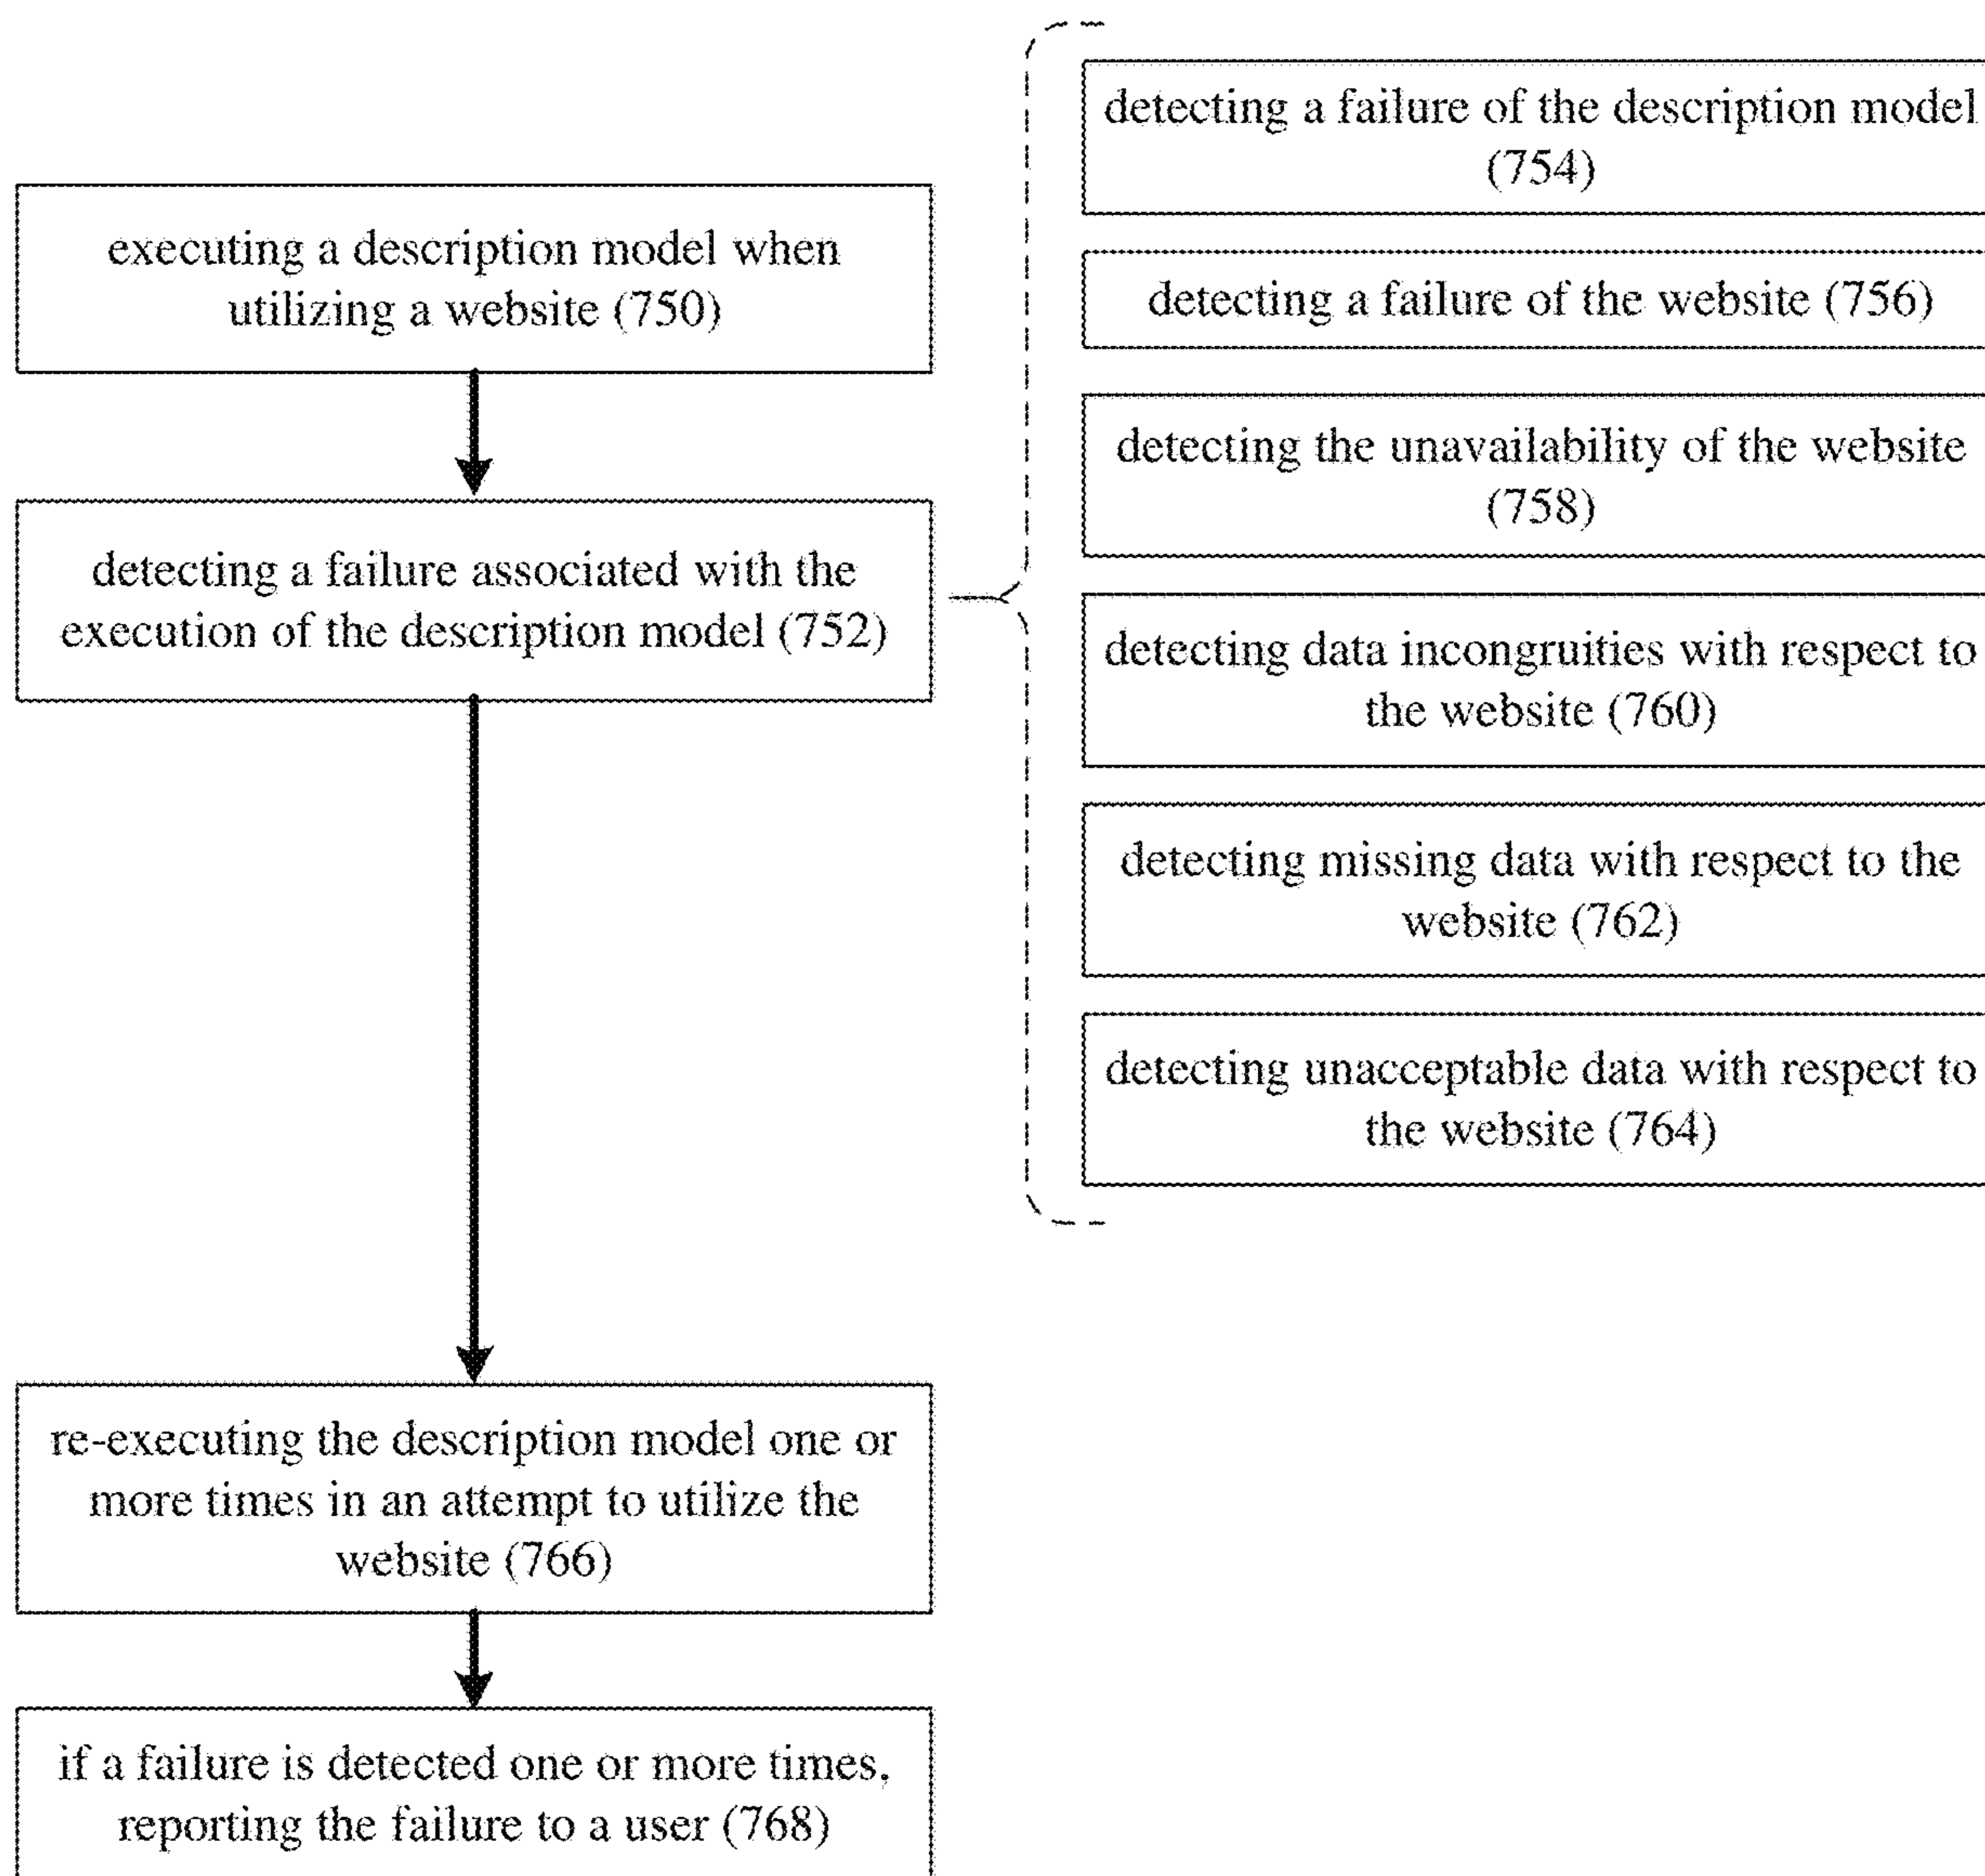 executing a description model when
utilizing a website (750)
detecting a failure associated with the
execution of the description model (752)
detecting a failure of the description model
(754)
detecting a failure of the website (756)
detecting the unavailability of the website
(758)
detecting data incongruities with respect to
the website (760)
detecting missing data with respect to the
website (762)
detecting unacceptable data with respect to
the website (764)
re-executing the description model one or
more times in an attempt to utilize the
website (766)
if a failure is detected one or more times,
reporting the failure to a user (768)